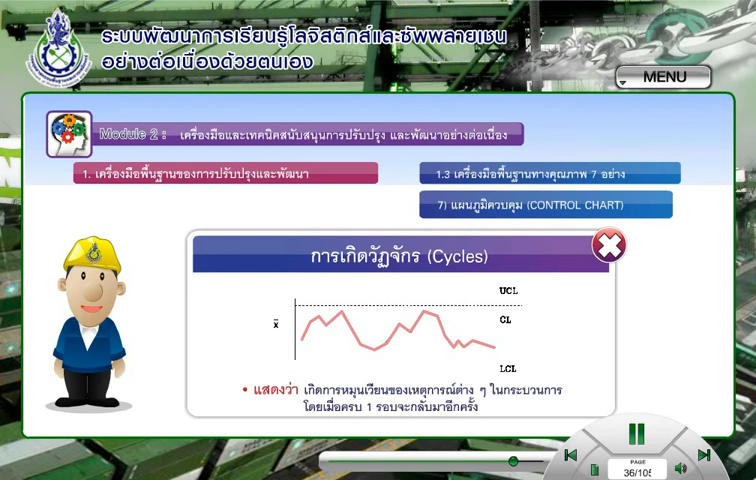 ระบบพัฒนาการเรียนรู้โลจิสติกส์และซัพพลายเชน
อย่างต่อเนื่องด้วยตนเอง
MENU
Module 2 : เครื่องมือและเทคนิคสนับสนุนการปรับปรุง และพัฒนาอย่างต่อเนื่อง
1. เครื่องมือพื้นฐานของการปรับปรุงและพัฒนา
1.3 เครื่องมือพื้นฐานทางคุณภาพ 7 อย่าง
7) แผนภูมิควบคุม (CONTROL CHART)
การเกิดวัฏจักร (Cycles)
UCL
x̄
CL
LCL
• แสดงว่า เกิดการหมุนเวียนของเหตุการณ์ต่าง ๆ ในกระบวนการ
โดยเมื่อครบ 1 รอบจะกลับมาอีกครั้ง
PAGE
36/105